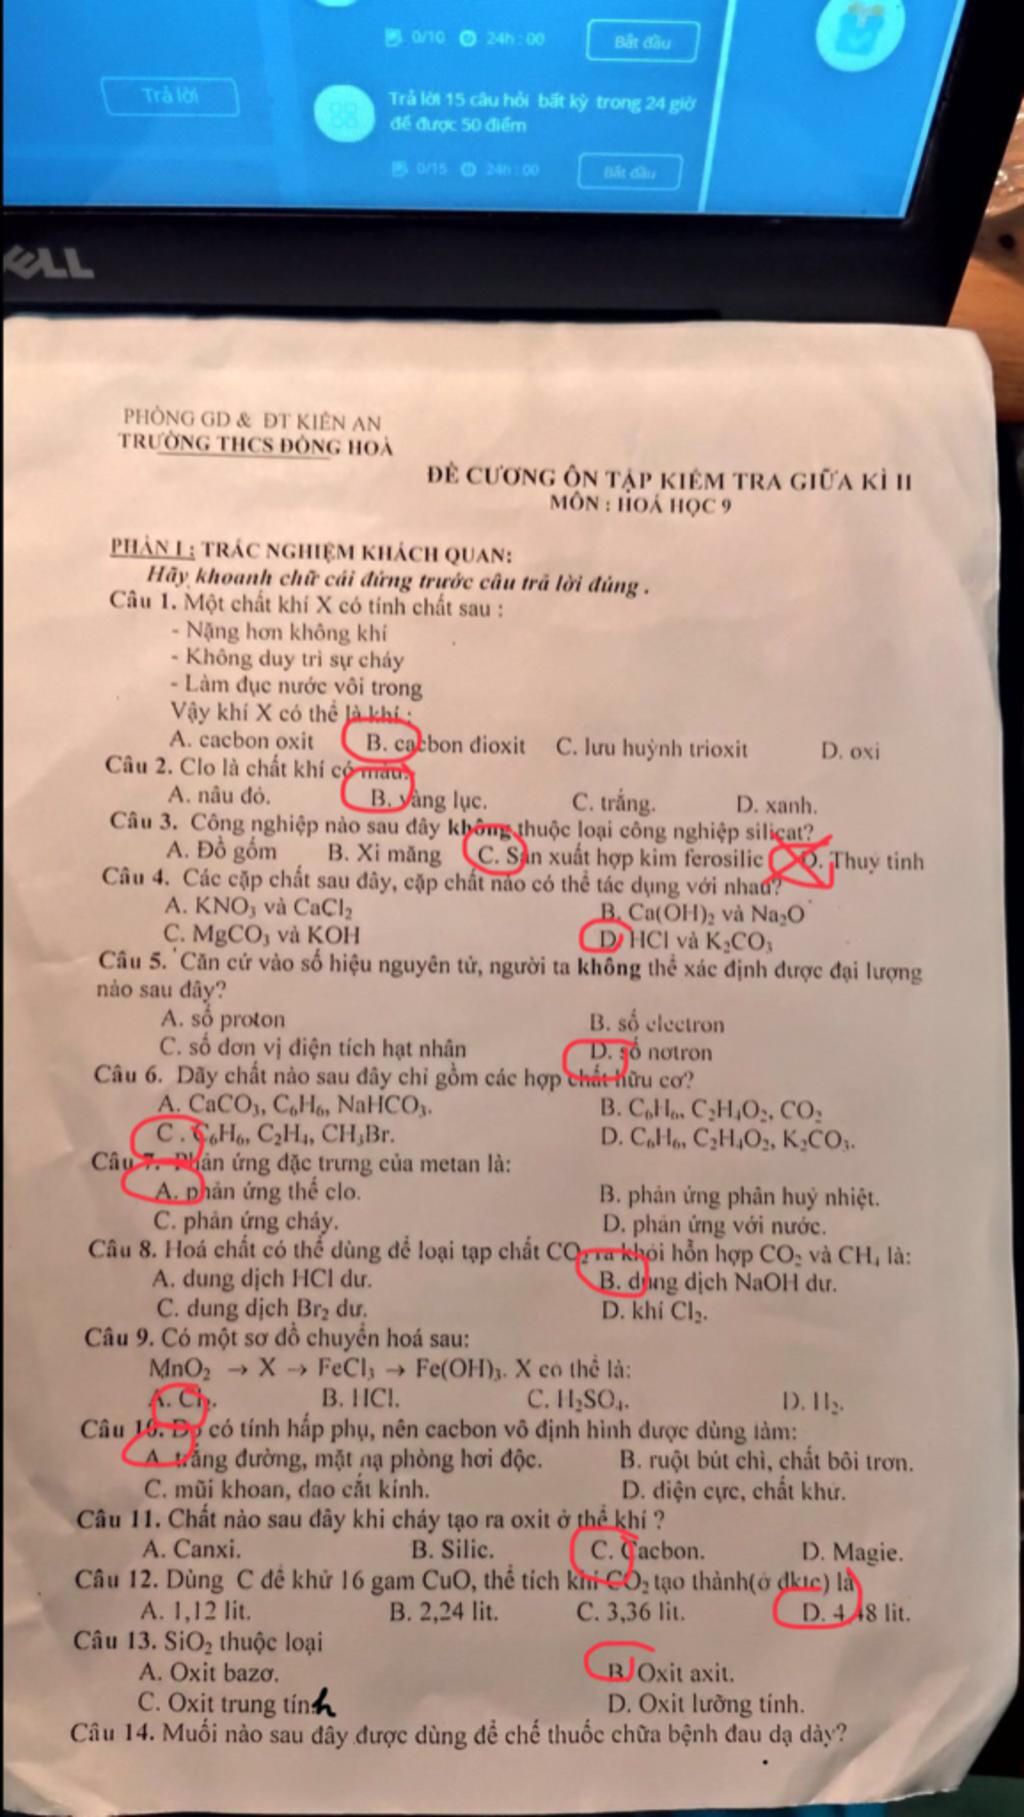 0/10 24h : 00 Bắt đầu
Trả lời
Trả lời 15 câu hỏi bất kỳ trong 24 giờ
để được 50 điểm
0/15 24h : 00 Bắt đầu
DELL
PHÒNG GD & ĐT KIẾN AN
TRƯỜNG THCS ĐỒNG HOÀ
ĐỀ CƯƠNG ÔN TẬP KIỂM TRA GIỮA KÌ II
MÔN : HOÁ HỌC 9
PHẦN I : TRẮC NGHIỆM KHÁCH QUAN:
Hãy khoanh chữ cái đứng trước câu trả lời đúng .
Câu 1. Một chất khí X có tính chất sau :
- Nặng hơn không khí
- Không duy trì sự cháy
- Làm đục nước vôi trong
Vậy khí X có thể là khí :
A. cacbon oxit B. cacbon đioxit C. lưu huỳnh trioxit D. oxi
Câu 2. Clo là chất khí có màu:
A. nâu đỏ. B. vàng lục. C. trắng. D. xanh.
Câu 3. Công nghiệp nào sau đây không thuộc loại công nghiệp silicat?
A. Đồ gốm B. Xi măng C. Sản xuất hợp kim ferosilic D. Thuỷ tinh
Câu 4. Các cặp chất sau đây, cặp chất nào có thể tác dụng với nhau?
A. KNO₃ và CaCl₂ B. Ca(OH)₂ và Na₂O
C. MgCO₃ và KOH D. HCl và K₂CO₃
Câu 5. Căn cứ vào số hiệu nguyên tử, người ta không thể xác định được đại lượng
nào sau đây?
A. số proton B. số electron
C. số đơn vị điện tích hạt nhân D. số nơtron
Câu 6. Dãy chất nào sau đây chỉ gồm các hợp chất hữu cơ?
A. CaCO₃, C₆H₆, NaHCO₃. B. C₆H₆, C₂H₄O₂, CO₂
C . C₆H₆, C₂H₄, CH₃Br. D. C₆H₆, C₂H₄O₂, K₂CO₃.
Câu 7. Phản ứng đặc trưng của metan là:
A. phản ứng thế clo. B. phản ứng phân huỷ nhiệt.
C. phản ứng cháy. D. phản ứng với nước.
Câu 8. Hoá chất có thể dùng để loại tạp chất CO₂ ra khỏi hỗn hợp CO₂ và CH₄ là:
A. dung dịch HCl dư. B. dung dịch NaOH dư.
C. dung dịch Br₂ dư. D. khí Cl₂.
Câu 9. Có một sơ đồ chuyển hoá sau:
MnO₂ → X → FeCl₃ → Fe(OH)₃. X có thể là:
A. Cl₂. B. HCl. C. H₂SO₄. D. H₂.
Câu 10. Do có tính hấp phụ, nên cacbon vô định hình được dùng làm:
A. trắng đường, mặt nạ phòng hơi độc. B. ruột bút chì, chất bôi trơn.
C. mũi khoan, dao cắt kính. D. điện cực, chất khử.
Câu 11. Chất nào sau đây khi cháy tạo ra oxit ở thể khí ?
A. Canxi. B. Silic. C. Cacbon. D. Magie.
Câu 12. Dùng C để khử 16 gam CuO, thể tích khí CO₂ tạo thành(ở đktc) là
A. 1,12 lit. B. 2,24 lit. C. 3,36 lit. D. 4,48 lit.
Câu 13. SiO₂ thuộc loại
A. Oxit bazơ. B. Oxit axit.
C. Oxit trung tính D. Oxit lưỡng tính.
Câu 14. Muối nào sau đây được dùng để chế thuốc chữa bệnh đau dạ dày?